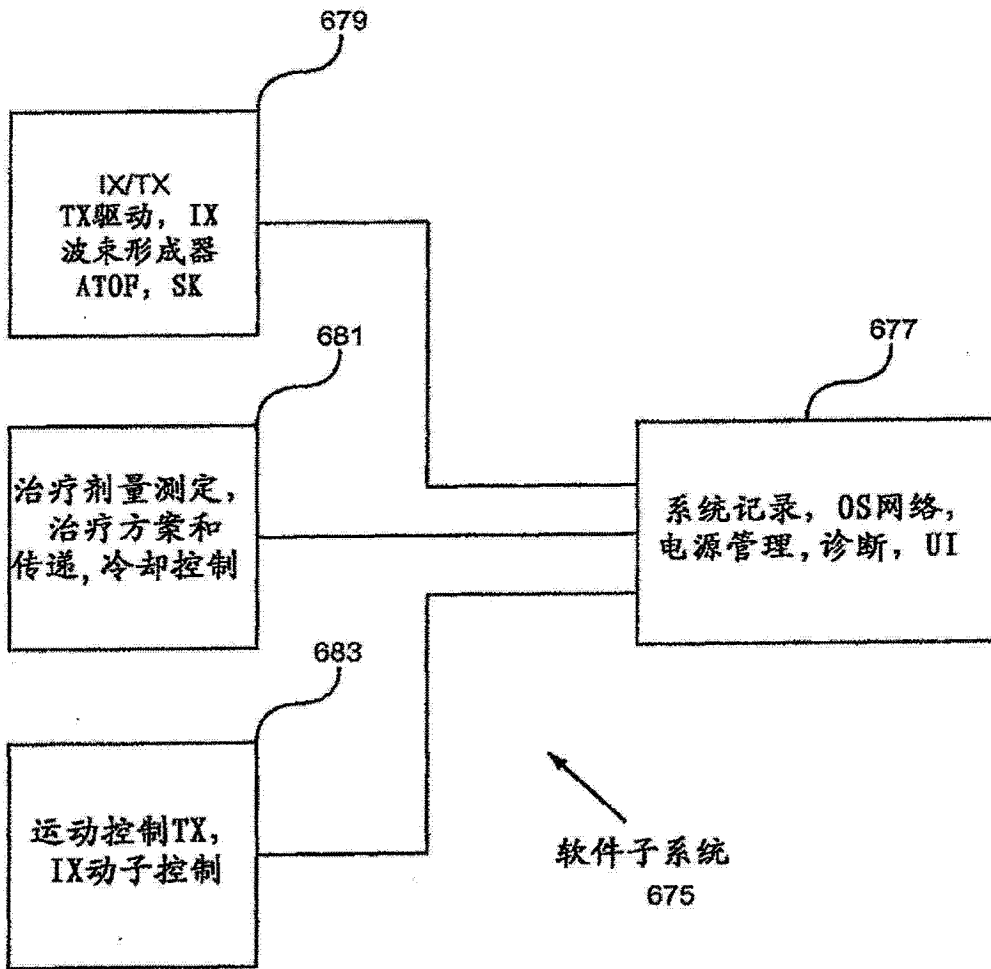 679
IX/TX
TX驱动, IX
波束形成器
ATOF, SK
681
治疗剂量测定,
治疗方案和
传递,冷却控制
677
系统记录, OS网络,
电源管理,诊断, UI
683
运动控制TX,
IX动子控制
软件子系统
675